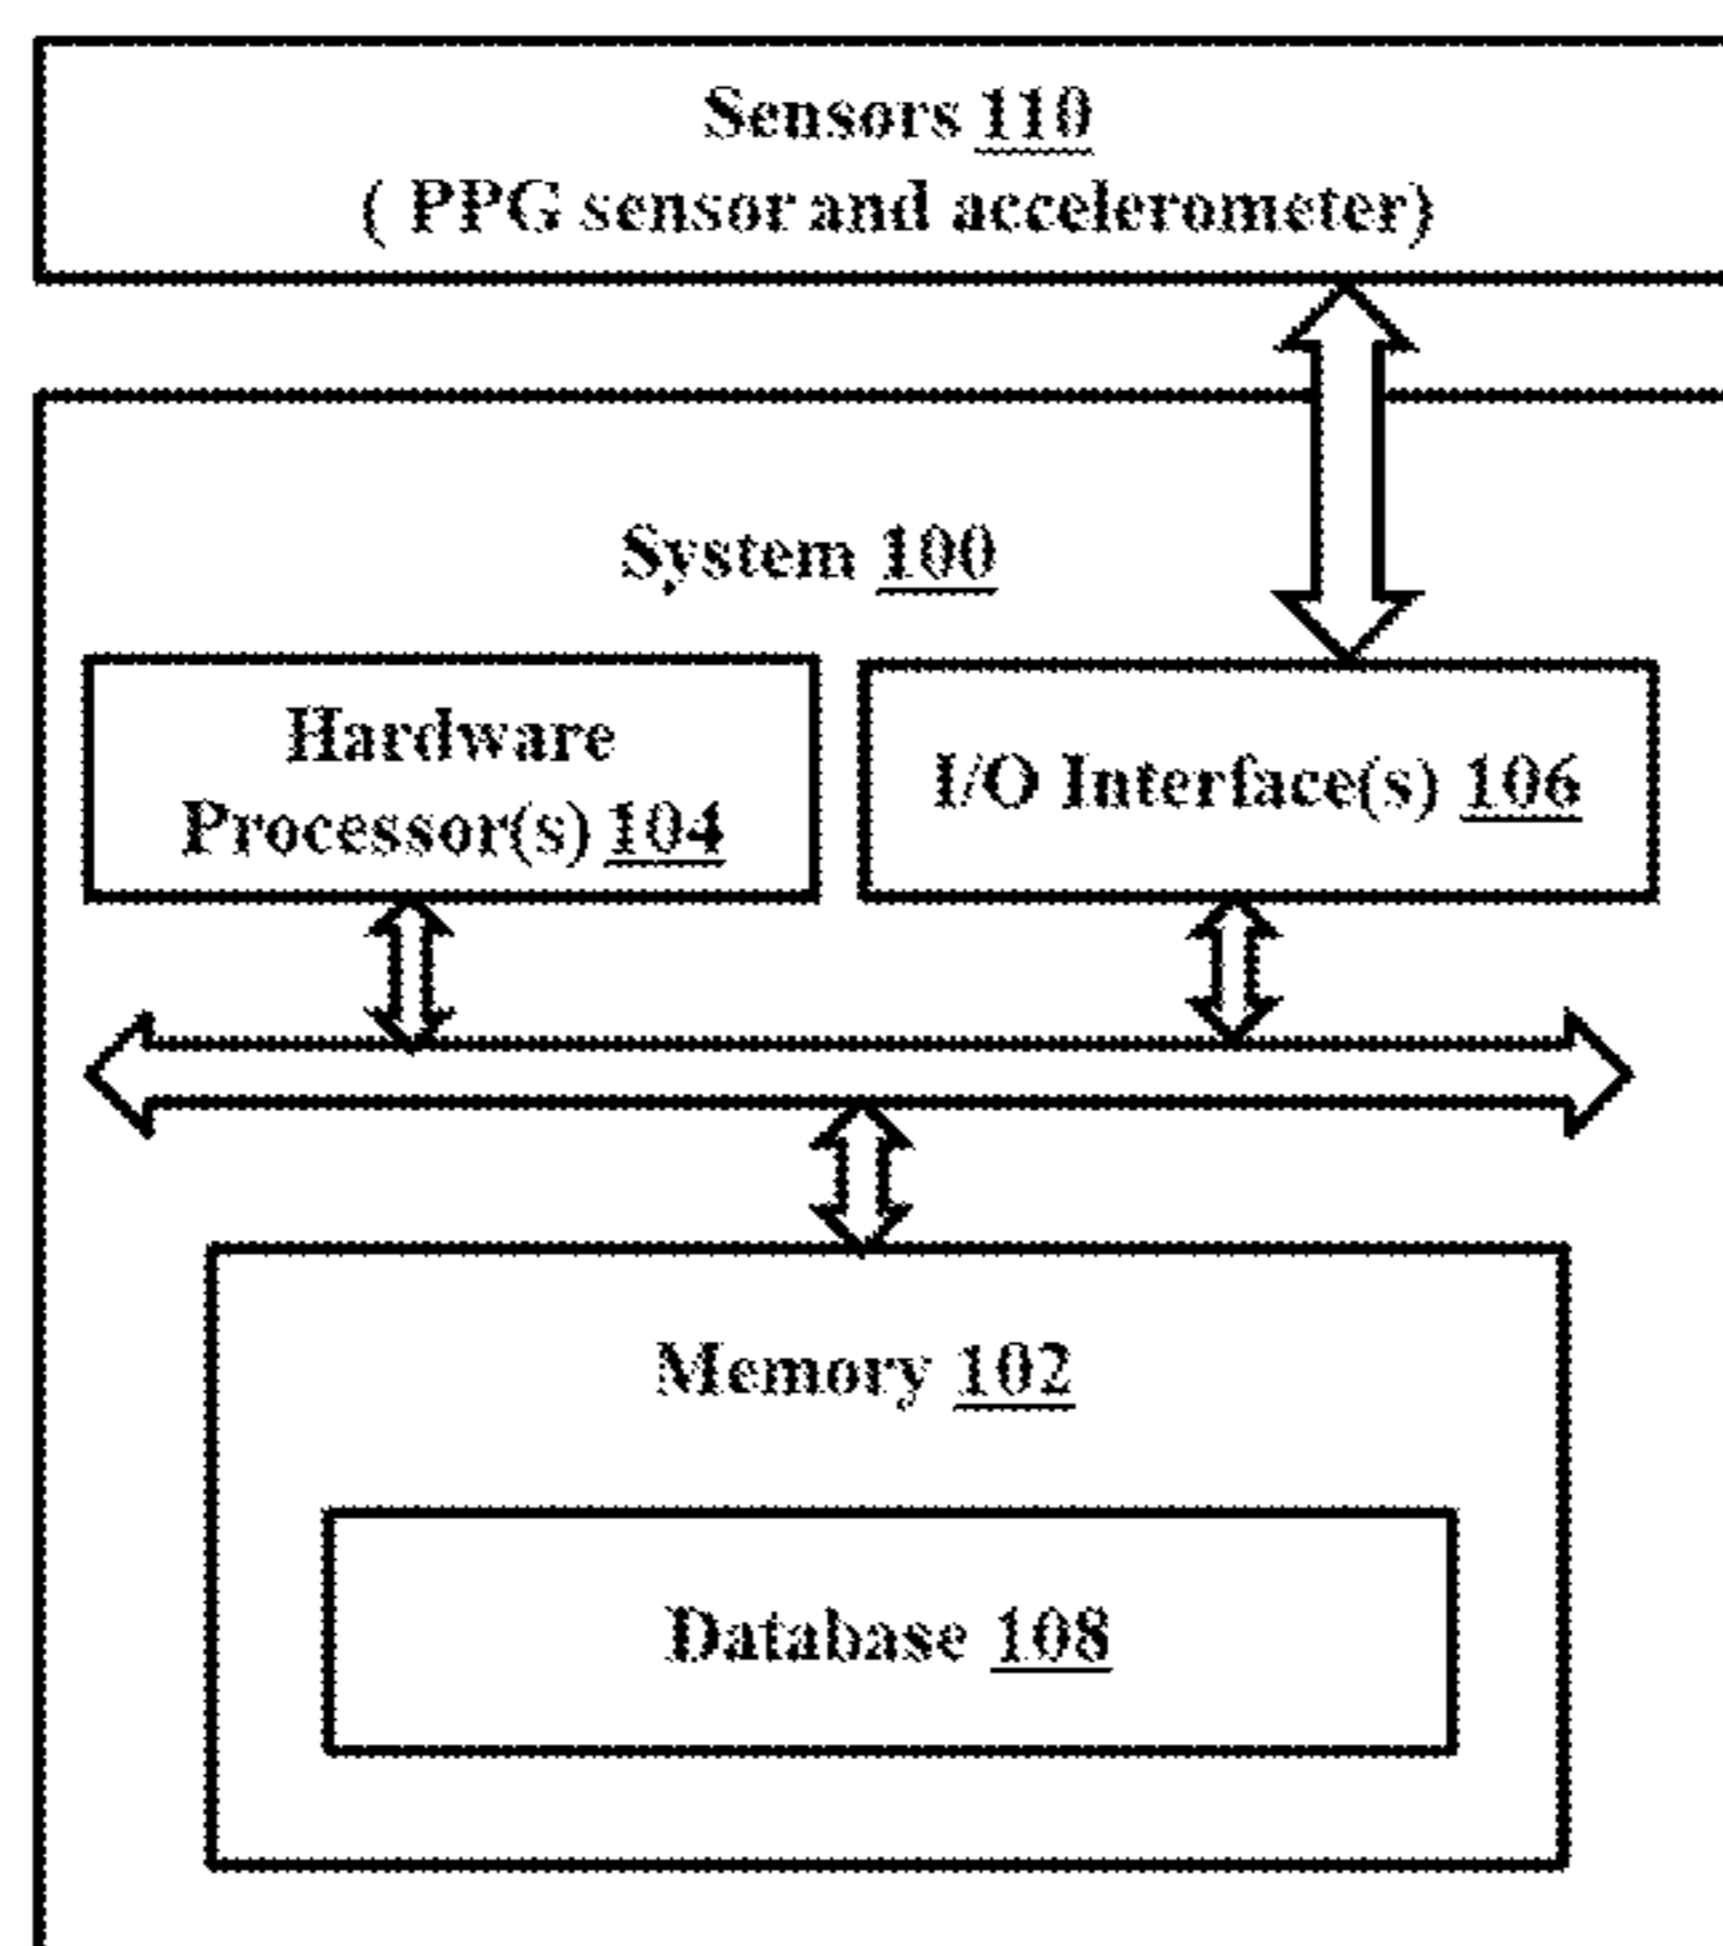 Sensors 110
( PPG sensor and accelerometer)
System 100
Hardware
Processor(s) 104
I/O Interface(s) 106
Memory 102
Database 108